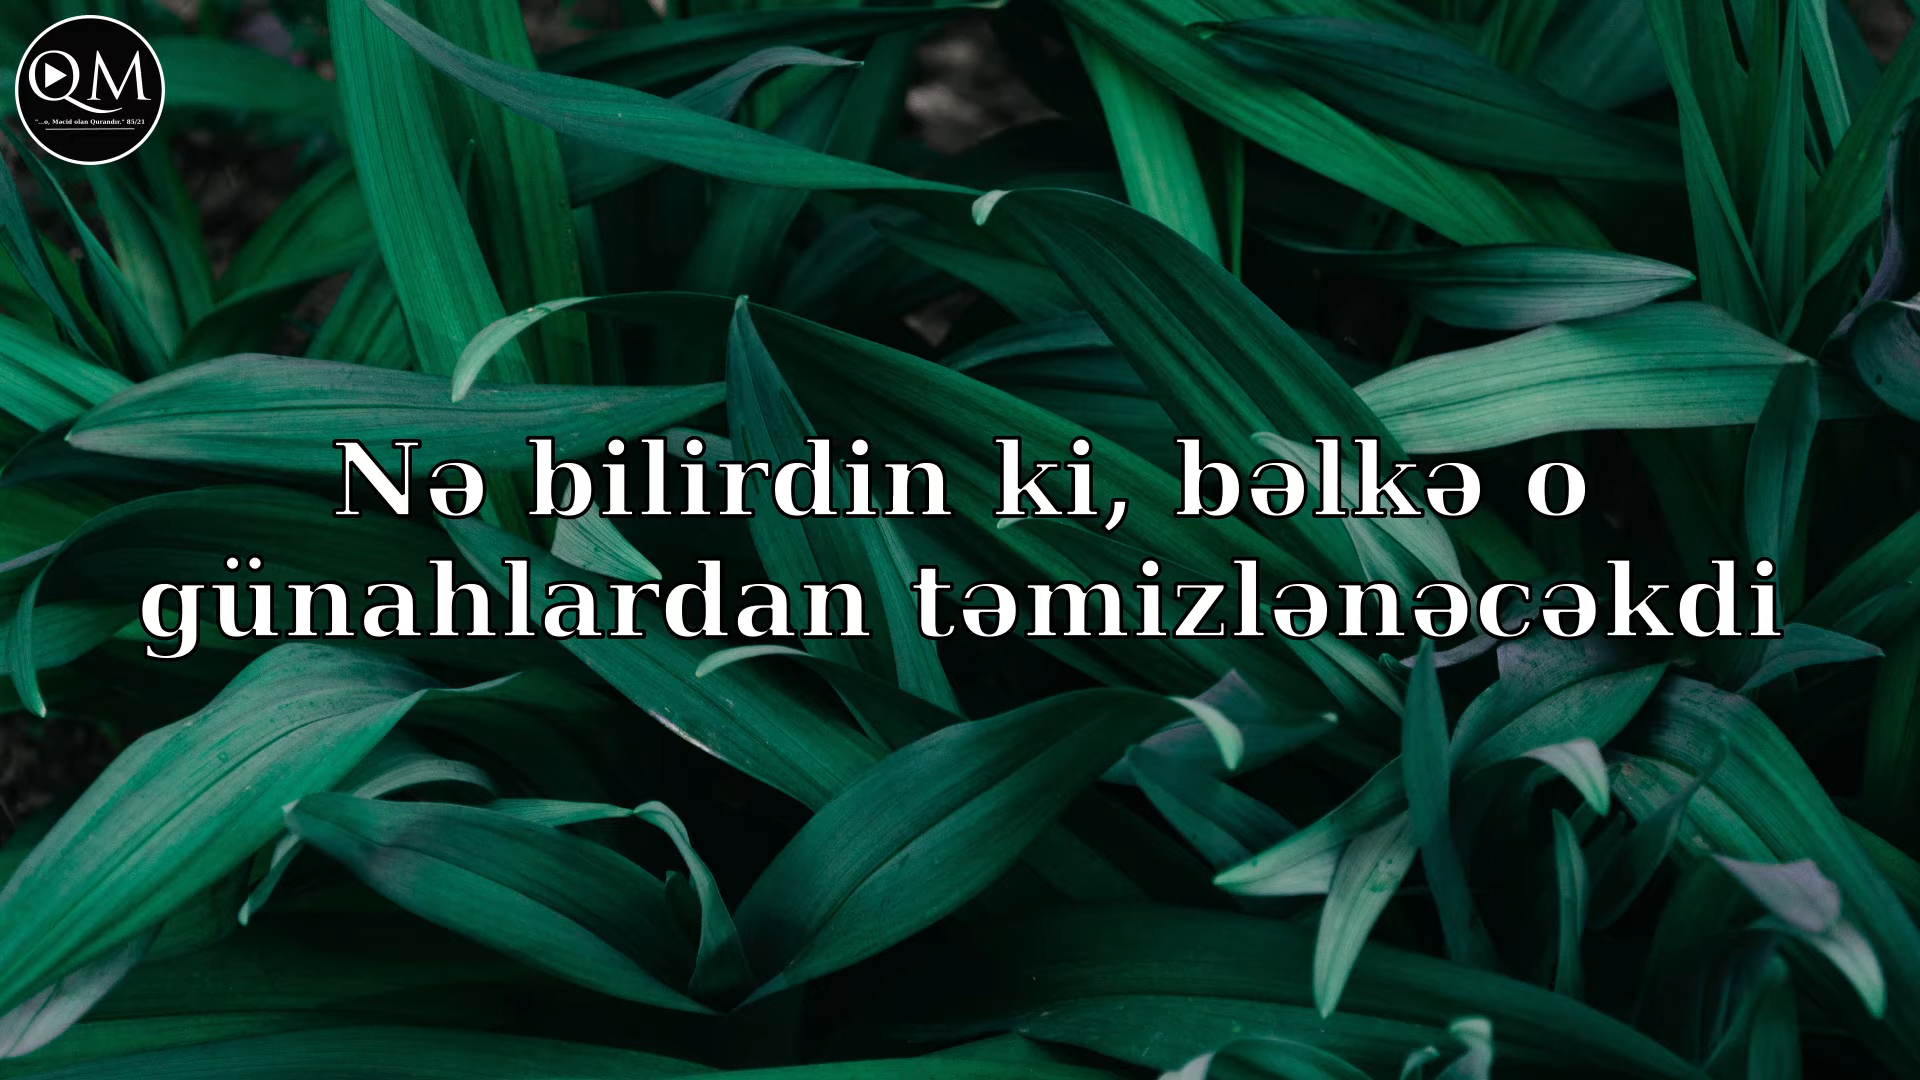 QM
"...o, Məcid olan Qurandır." 85/21
Nə bilirdin ki, bəlkə o
günahlardan təmizlənəcəkdi